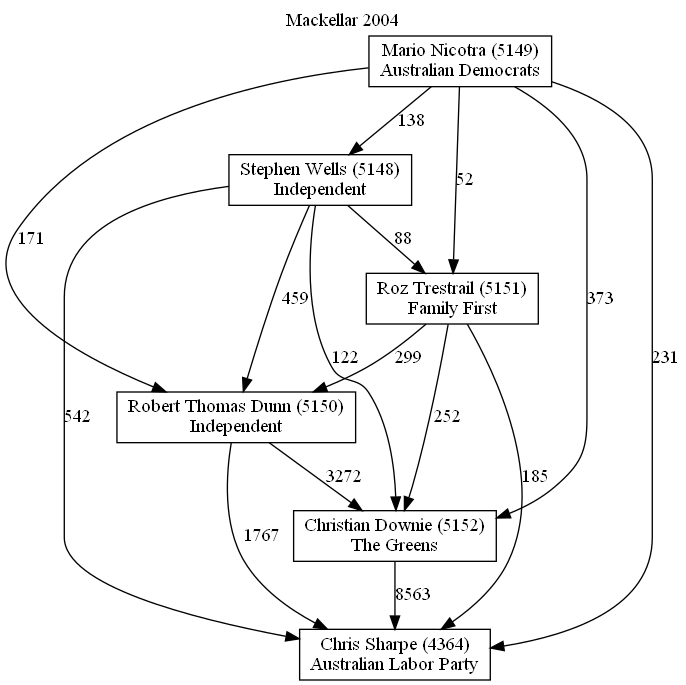 Mackellar 2004
Mario Nicotra (5149)
Australian Democrats
138
Stephen Wells (5148)
Independent
52
171
88
Roz Trestrail (5151)
Family First
459
373
122
299
231
Robert Thomas Dunn (5150)
Independent
542
252
3272
185
Christian Downie (5152)
The Greens
1767
8563
Chris Sharpe (4364)
Australian Labor Party